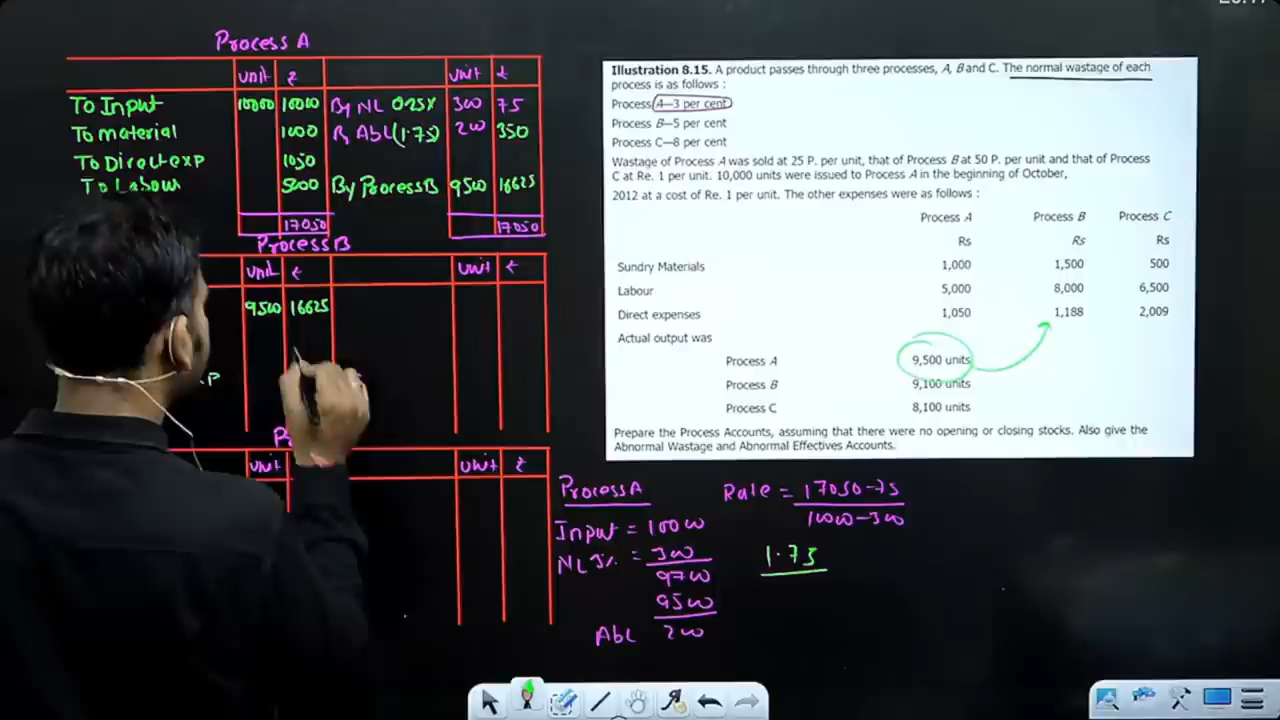 Process A
Unit ₹ Unit ₹
To Input 10000 10000 By NL 0.25x 300 75
To material 1000 By AbL (1.75) 200 350
To Direct exp 1050
To Labour 5000 By Process B 9500 16625
17050 17050
Process B
Unit ₹ Unit ₹
9500 16625
Unit Unit ₹
Illustration 8.15. A product passes through three processes, A, B and C. The normal wastage of each
process is as follows :
Process A—3 per cent
Process B—5 per cent
Process C—8 per cent
Wastage of Process A was sold at 25 P. per unit, that of Process B at 50 P. per unit and that of Process
C at Re. 1 per unit. 10,000 units were issued to Process A in the beginning of October,
2012 at a cost of Re. 1 per unit. The other expenses were as follows :
Process A Process B Process C
Rs Rs Rs
Sundry Materials 1,000 1,500 500
Labour 5,000 8,000 6,500
Direct expenses 1,050 1,188 2,009
Actual output was
Process A 9,500 units
Process B 9,100 units
Process C 8,100 units
Prepare the Process Accounts, assuming that there were no opening or closing stocks. Also give the
Abnormal Wastage and Abnormal Effectives Accounts.
Process A
Input = 10000
NL 3% = 300
9700
9500
AbL 200
Rate = 17050-75
10000-300
1.75